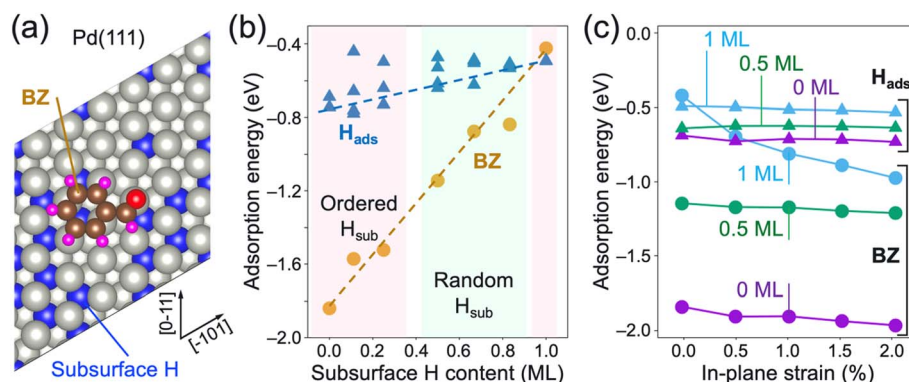 (a)
Pd(111)
BZ
Subsurface H
[0-11]
[-101]
(b)
Adsorption energy (eV)
−0.4
−0.8
−1.2
−1.6
−2.0
H_ads
BZ
Ordered
H_sub
Random
H_sub
0.0 0.2 0.4 0.6 0.8 1.0
Subsurface H content (ML)
(c)
Adsorption energy (eV)
0.0
−0.5
−1.0
−1.5
−2.0
1 ML
0.5 ML
0 ML
H_ads
1 ML
0.5 ML
BZ
0 ML
0.0 0.5 1.0 1.5 2.0
In-plane strain (%)